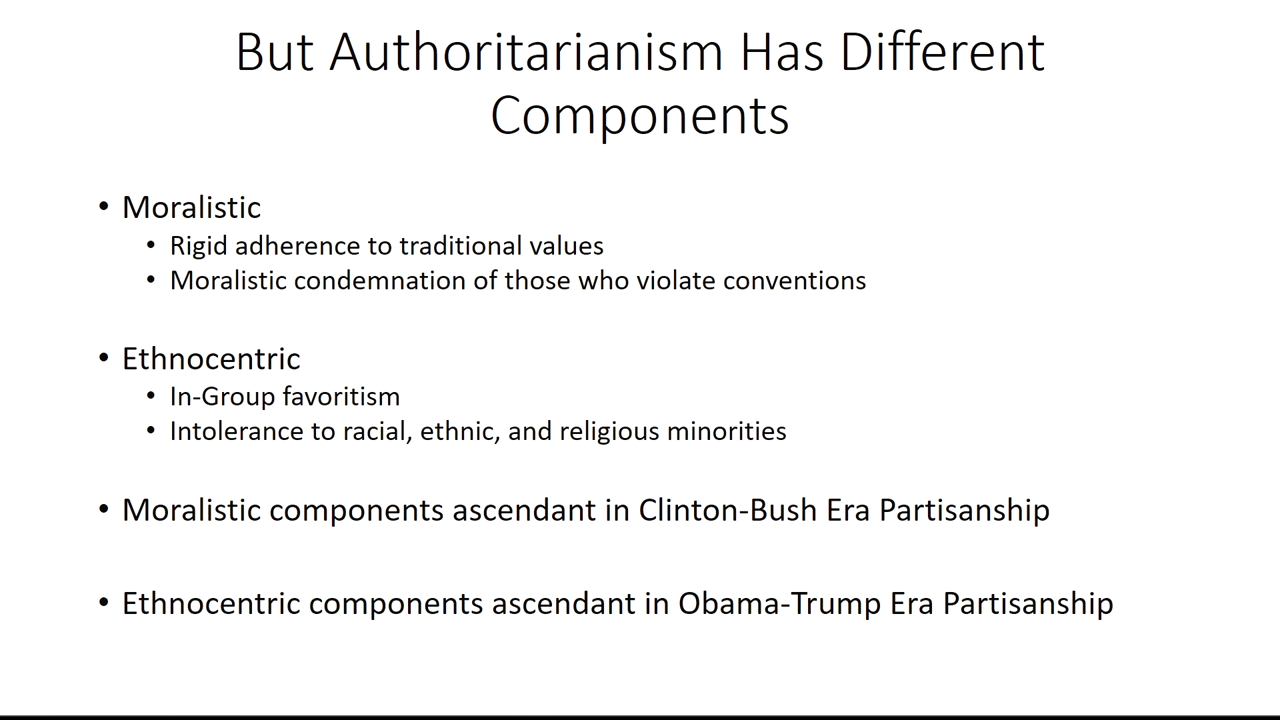 But Authoritarianism Has Different
Components
• Moralistic
• Rigid adherence to traditional values
• Moralistic condemnation of those who violate conventions
• Ethnocentric
• In-Group favoritism
• Intolerance to racial, ethnic, and religious minorities
• Moralistic components ascendant in Clinton-Bush Era Partisanship
• Ethnocentric components ascendant in Obama-Trump Era Partisanship